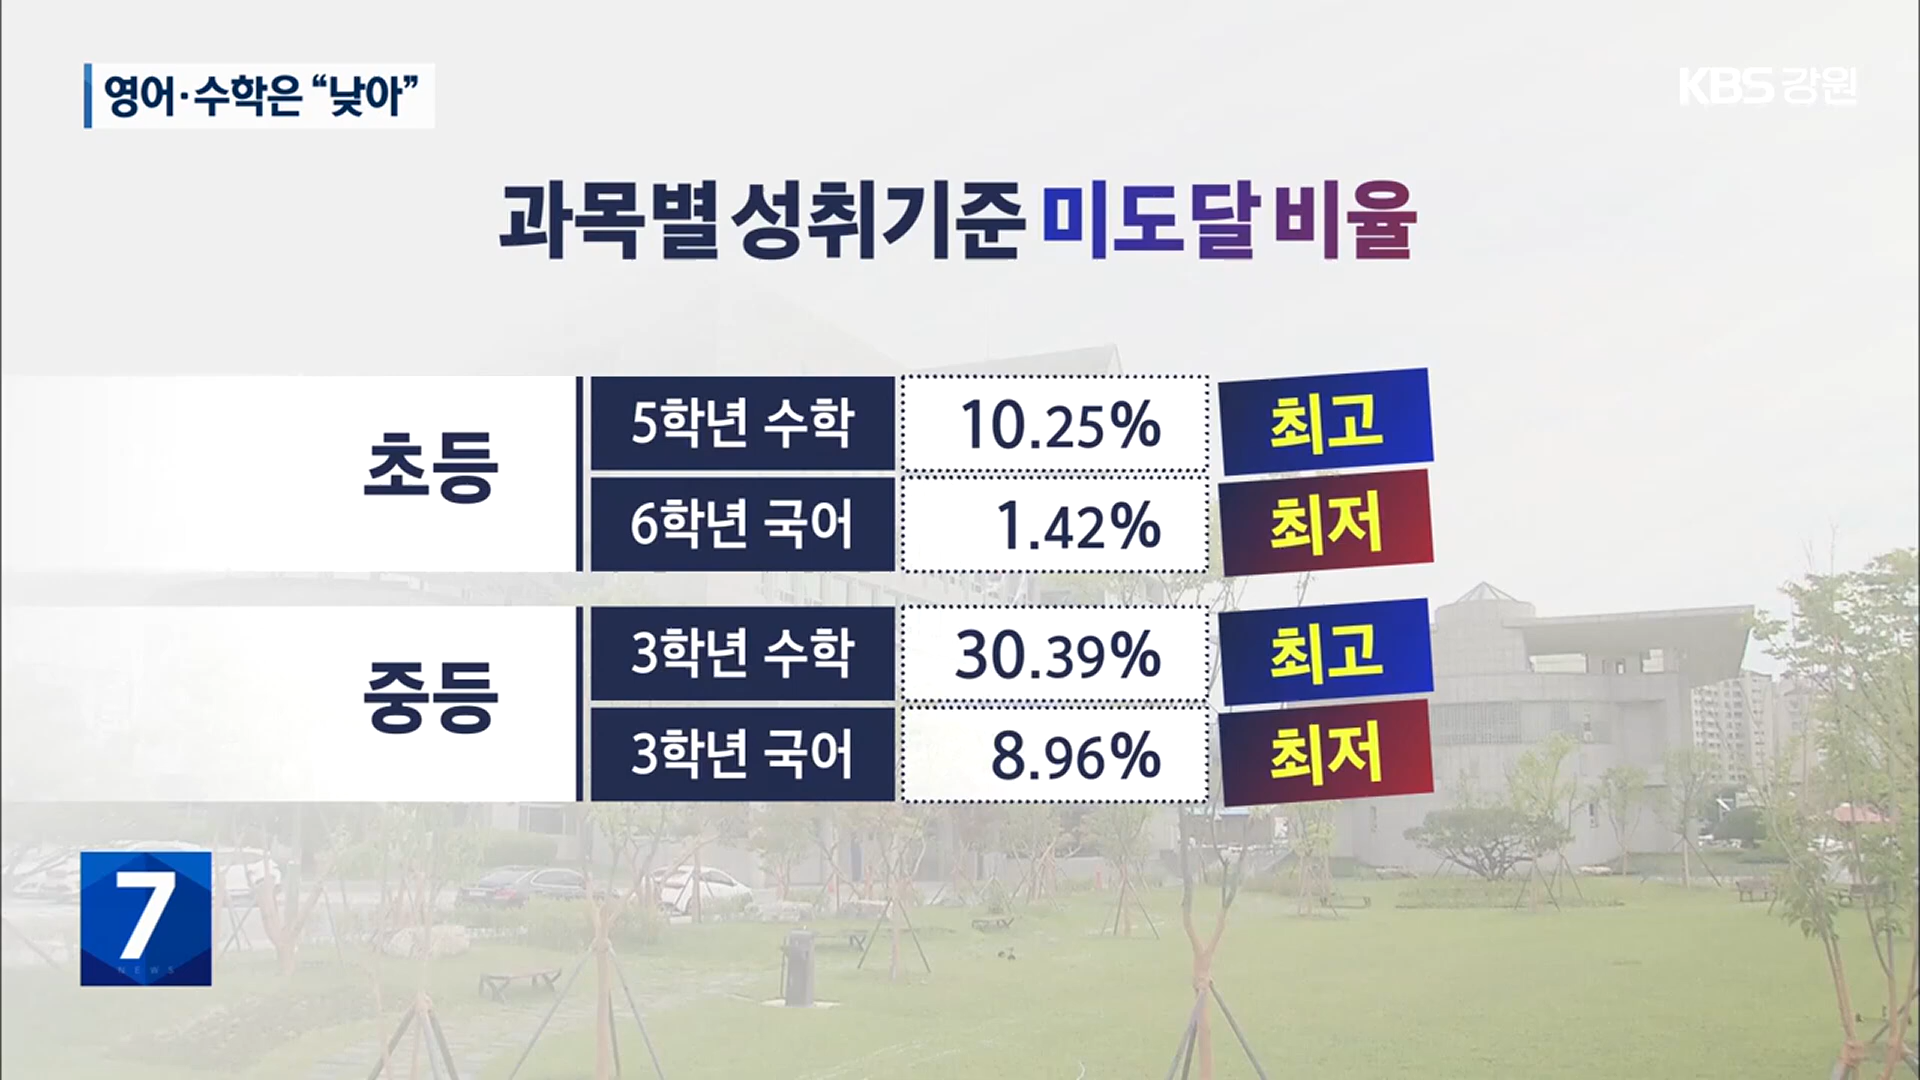 영어·수학은 “낮아”
KBS 강원
과목별 성취기준 미도달 비율
초등
5학년 수학 10.25% 최고
6학년 국어 1.42% 최저
중등
3학년 수학 30.39% 최고
3학년 국어 8.96% 최저
7
NEWS